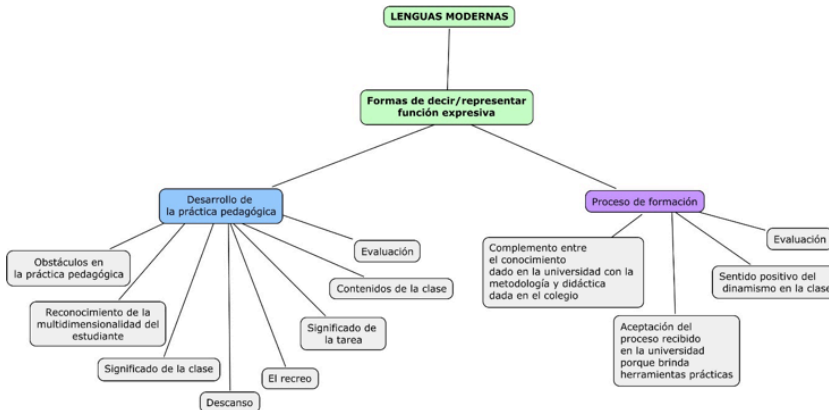 LENGUAS MODERNAS
Formas de decir/representar
función expresiva
Desarrollo de
la práctica pedagógica
Proceso de formación
Obstáculos en
la práctica pedagógica
Reconocimiento de la
multidimensionalidad del
estudiante
Significado de la clase
Descanso
El recreo
Significado de
la tarea
Contenidos de la clase
Evaluación
Complemento entre
el conocimiento
dado en la universidad con la
metodología y didáctica
dada en el colegio
Aceptación del
proceso recibido
en la universidad
porque brinda
herramientas prácticas
Sentido positivo del
dinamismo en la clase
Evaluación